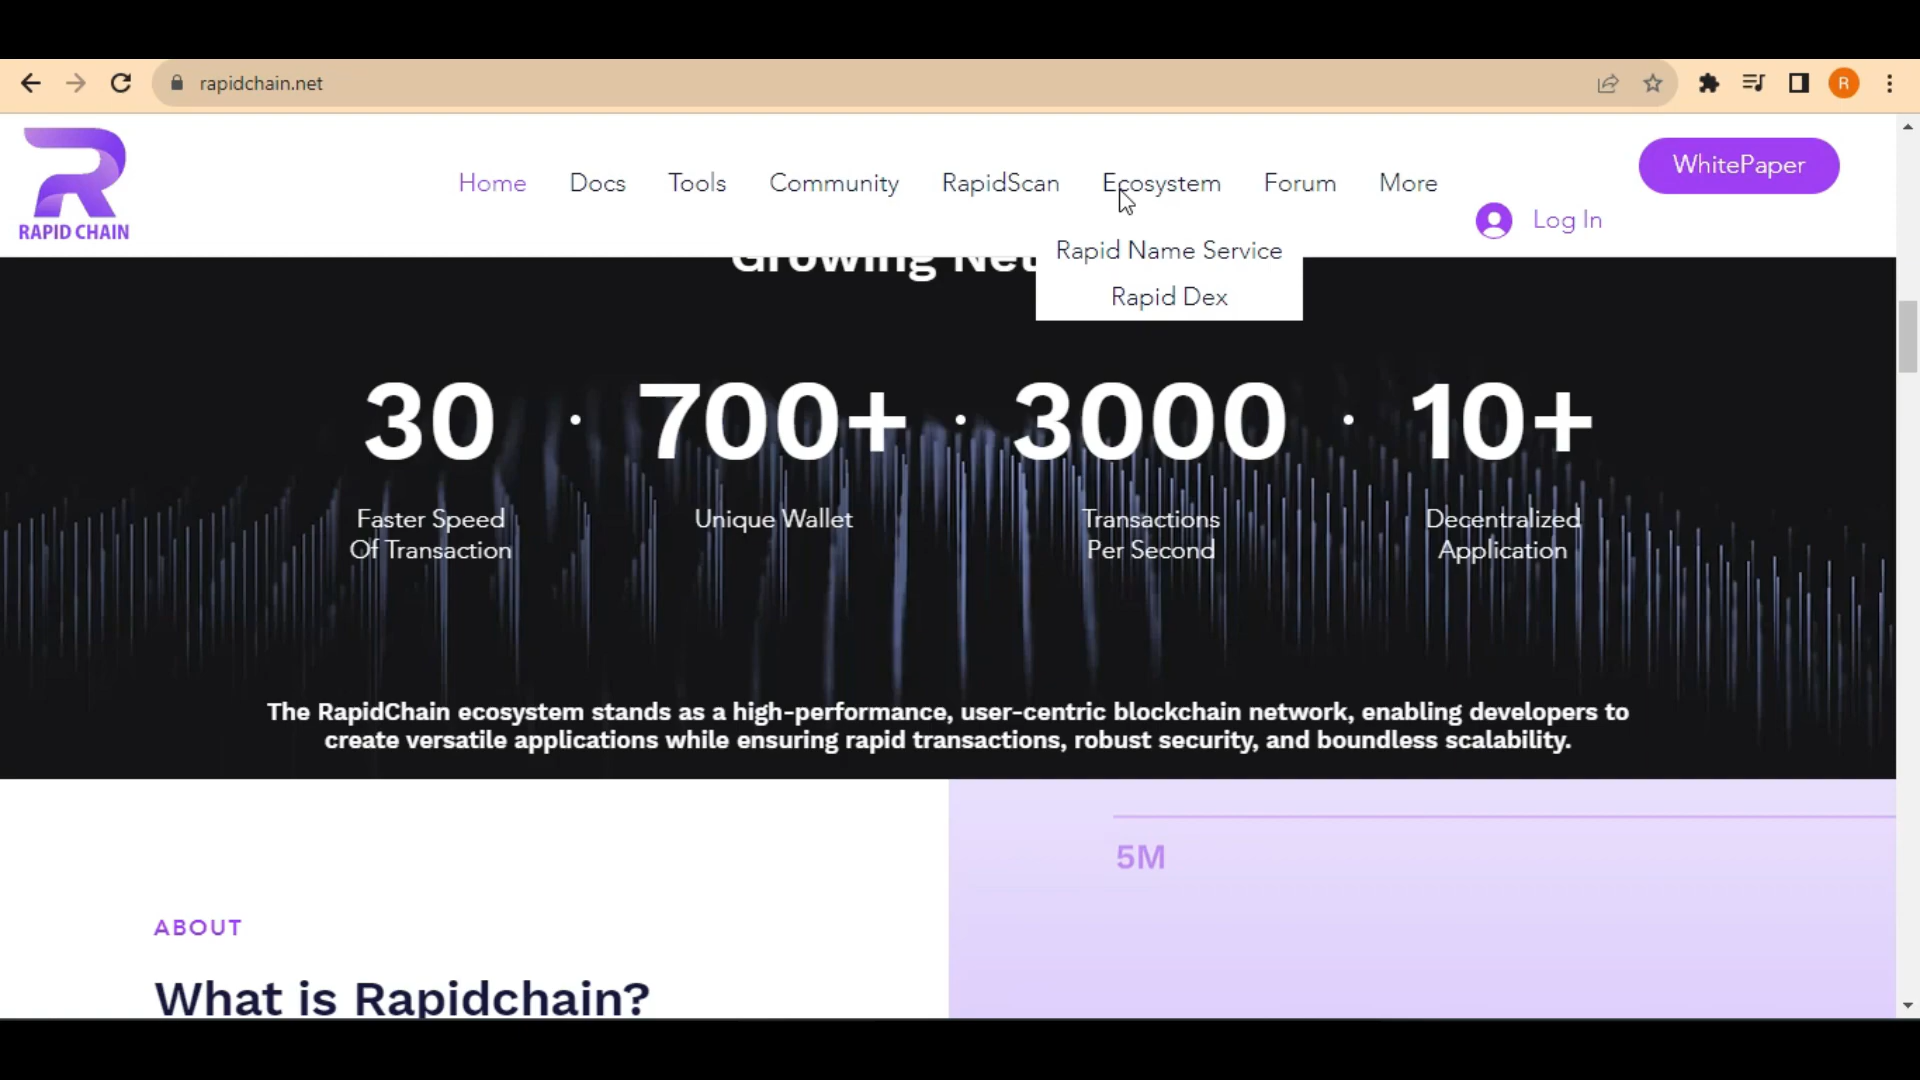 rapidchain.net
R
WhitePaper
Home Docs Tools Community RapidScan Ecosystem Forum More
Log In
RAPID CHAIN
Rapid Name Service
Growing Net
Rapid Dex
30 · 700+ · 3000 · 10+
Faster Speed Unique Wallet Transactions Decentralized
Of Transaction Per Second Application
The RapidChain ecosystem stands as a high-performance, user-centric blockchain network, enabling developers to
create versatile applications while ensuring rapid transactions, robust security, and boundless scalability.
5M
ABOUT
What is Rapidchain?